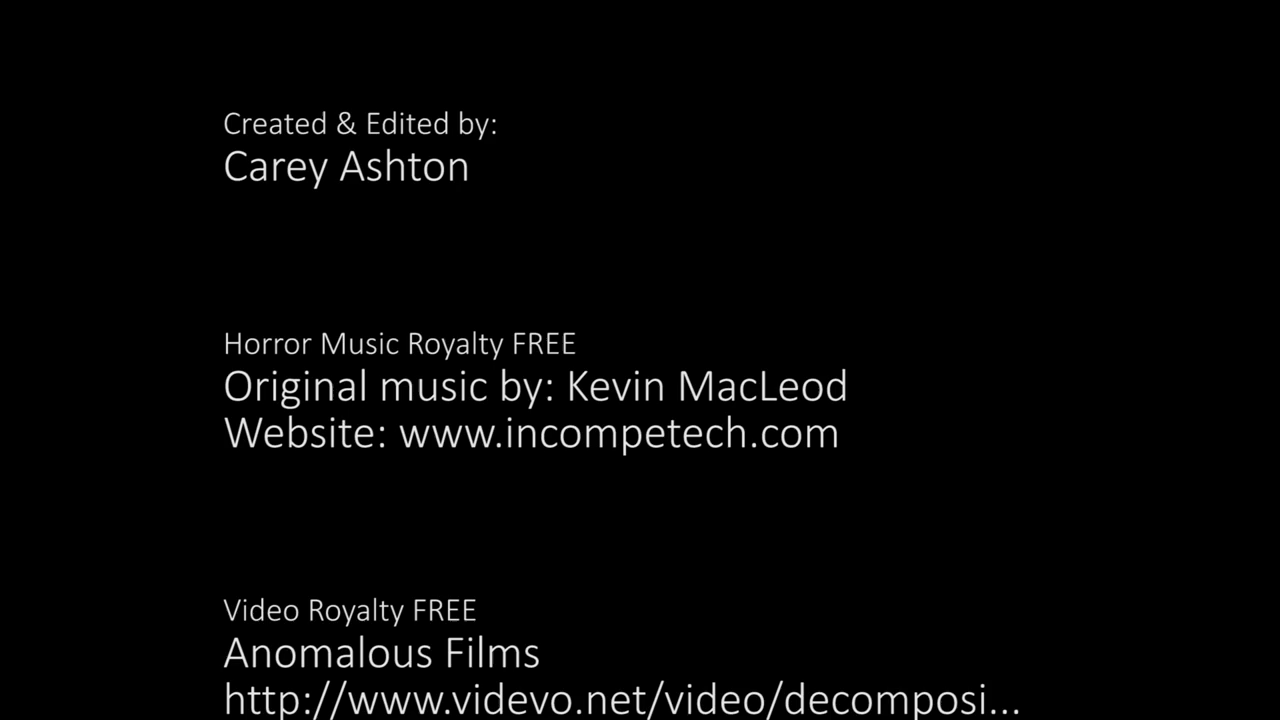 Created & Edited by:
Carey Ashton
Horror Music Royalty FREE
Original music by: Kevin MacLeod
Website: www.incompetech.com
Video Royalty FREE
Anomalous Films
http://www.videvo.net/video/decomposi...